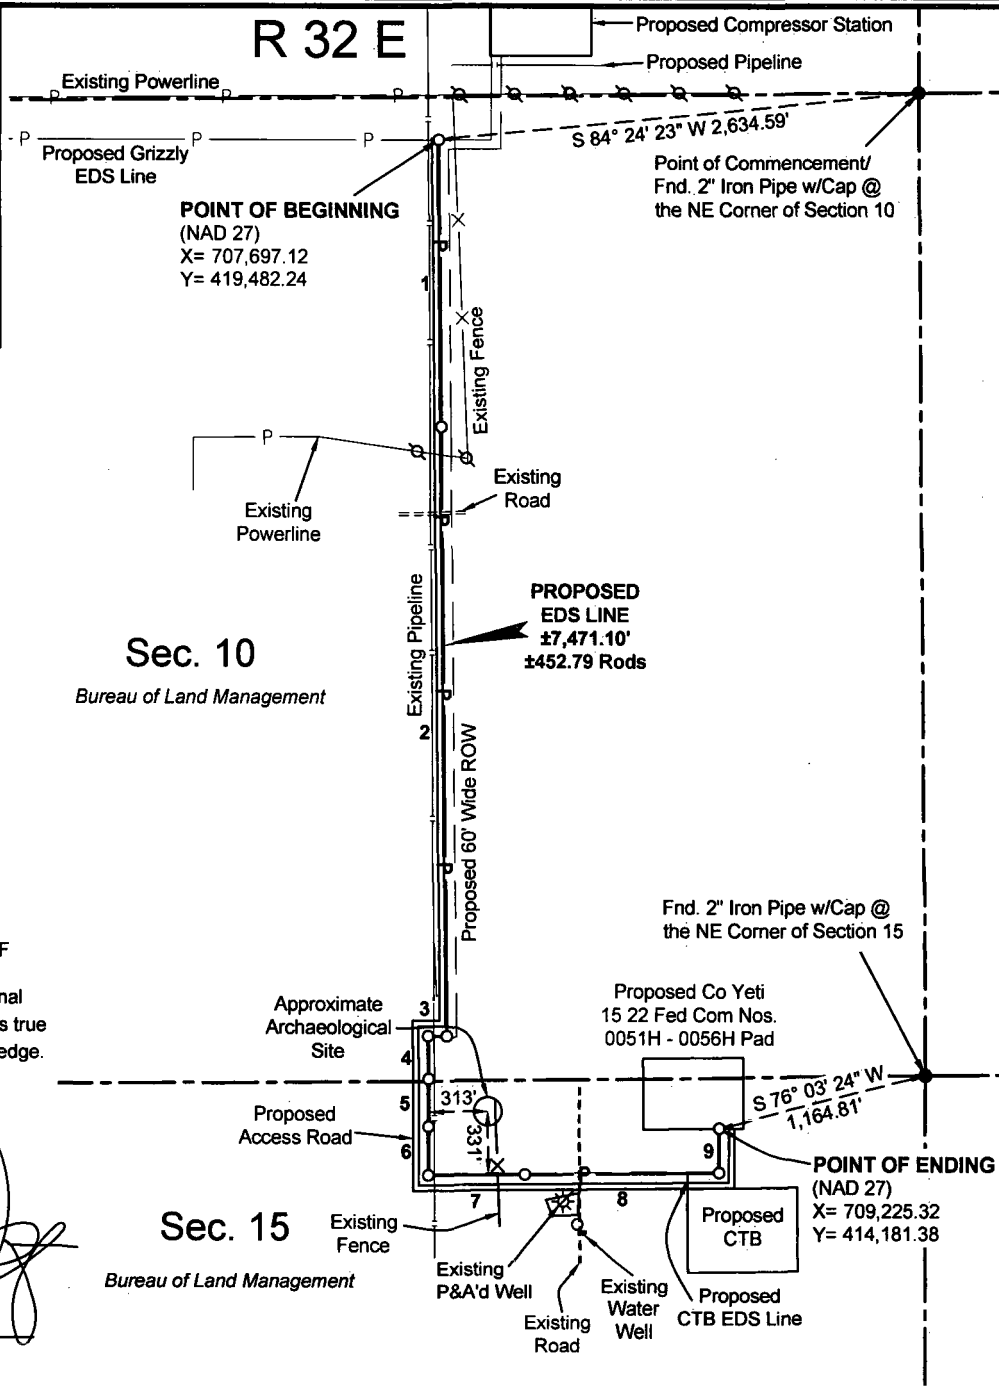 R 32 E
Proposed Compressor Station
Proposed Pipeline
Existing Powerline
P P P
S 84° 24' 23" W 2,634.59'
P P P
Proposed Grizzly
EDS Line
Point of Commencement/
Fnd. 2" Iron Pipe w/Cap @
the NE Corner of Section 10
POINT OF BEGINNING
(NAD 27)
X= 707,697.12
Y= 419,482.24
P
1
Existing Fence
P
Existing
Powerline
Existing
Road
P
PROPOSED
EDS LINE
±7,471.10'
±452.79 Rods
Existing Pipeline
Sec. 10
Bureau of Land Management
P
2
Proposed 60' Wide ROW
P
Fnd. 2" Iron Pipe w/Cap @
the NE Corner of Section 15
F
nal
s true
edge.
Approximate
Archaeological
Site
3
4
5
6
Proposed Co Yeti
15 22 Fed Com Nos.
0051H - 0056H Pad
S 76° 03' 24" W
1,164.81'
313'
331'
Proposed
Access Road
P
7
8
9
POINT OF ENDING
(NAD 27)
X= 709,225.32
Y= 414,181.38
Sec. 15
Bureau of Land Management
Existing
Fence
Existing
P&A'd Well
Existing
Road
Existing
Water
Well
Proposed
CTB
Proposed
CTB EDS Line